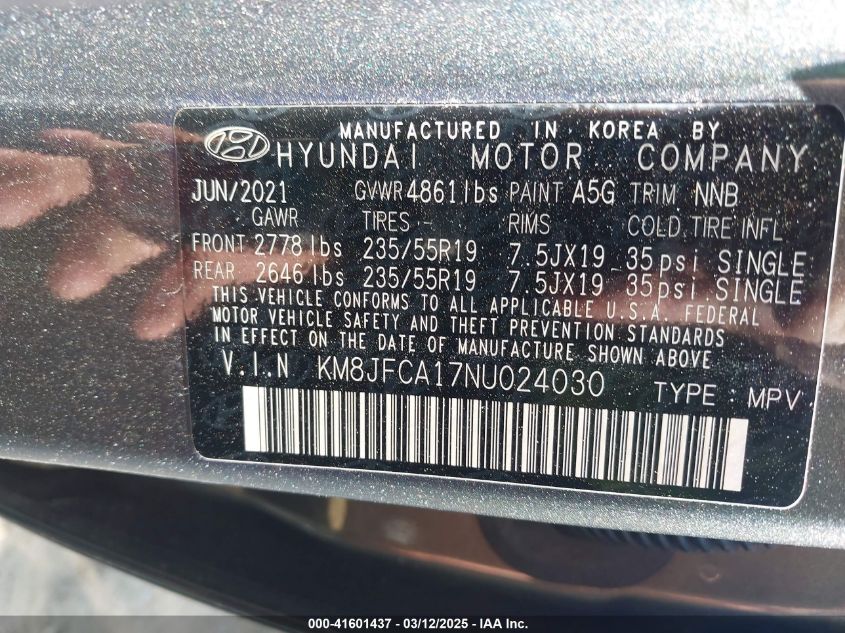 MANUFACTURED IN KOREA BY
HYUNDAI MOTOR COMPANY
JUN/2021 GVWR 4861lbs PAINT A5G TRIM NNB
GAWR TIRES - RIMS COLD.TIRE INFL
FRONT 2778 lbs 235/55R19 7.5JX19 35psi SINGLE
REAR 2646 lbs 235/55R19 7.5JX19 35psi.SINGLE
THIS VEHICLE CONFORMS TO ALL APPLICABLE U.S.A. FEDERAL
MOTOR VEHICLE SAFETY AND THEFT PREVENTION STANDARDS
IN EFFECT ON THE DATE OF MANUFACTURE SHOWN ABOVE
V.I.N KM8JFCA17NU024030 TYPE : MPV
000-41601437 - 03/12/2025 - IAA Inc.